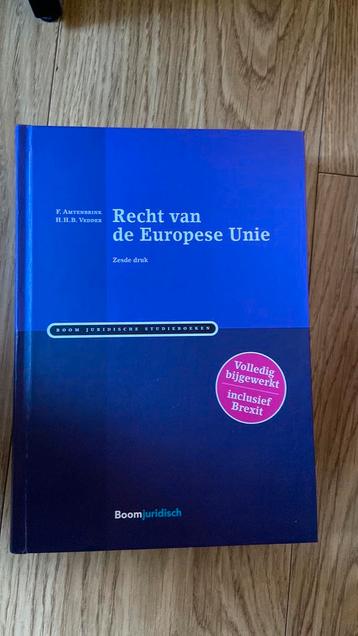 F. Amtenbrink
H.H.B. Vedder
Recht van
de Europese Unie
Zesde druk
BOOM JURIDISCHE STUDIEBOEKEN
Volledig
bijgewerkt
inclusief
Brexit
Boomjuridisch